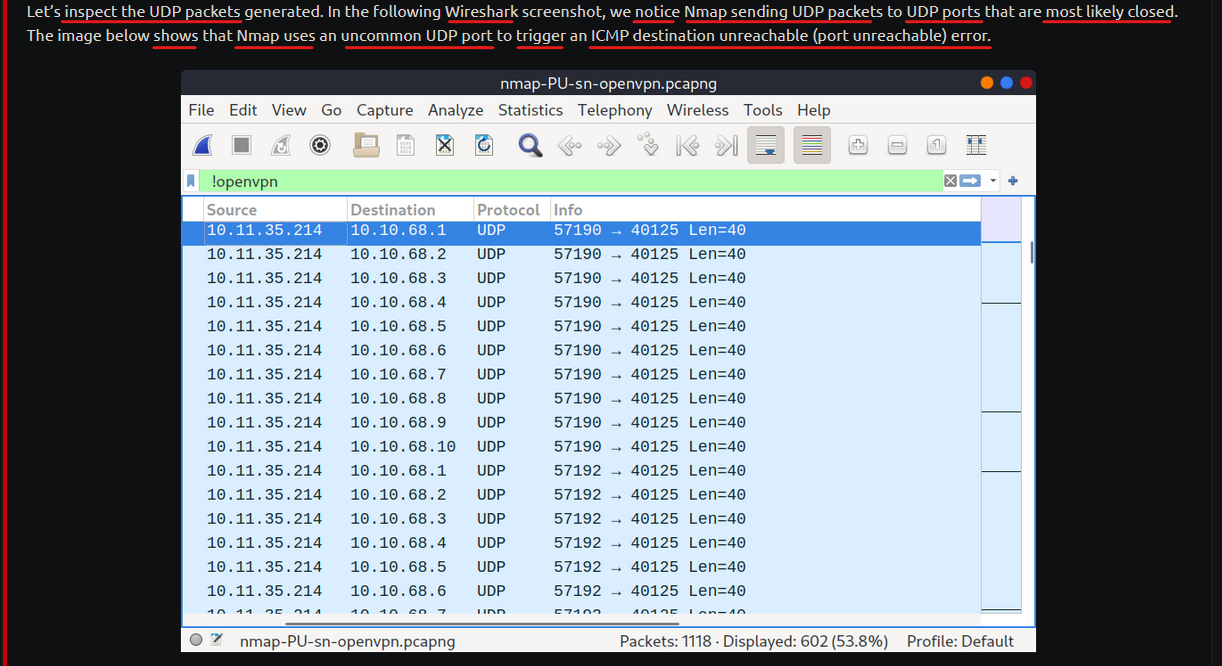 Let's inspect the UDP packets generated. In the following Wireshark screenshot, we notice Nmap sending UDP packets to UDP ports that are most likely closed.
The image below shows that Nmap uses an uncommon UDP port to trigger an ICMP destination unreachable (port unreachable) error.
nmap-PU-sn-openvpn.pcapng
File Edit View Go Capture Analyze Statistics Telephony Wireless Tools Help
!openvpn
Source Destination Protocol Info
10.11.35.214 10.10.68.1 UDP 57190 → 40125 Len=40
10.11.35.214 10.10.68.2 UDP 57190 → 40125 Len=40
10.11.35.214 10.10.68.3 UDP 57190 → 40125 Len=40
10.11.35.214 10.10.68.4 UDP 57190 → 40125 Len=40
10.11.35.214 10.10.68.5 UDP 57190 → 40125 Len=40
10.11.35.214 10.10.68.6 UDP 57190 → 40125 Len=40
10.11.35.214 10.10.68.7 UDP 57190 → 40125 Len=40
10.11.35.214 10.10.68.8 UDP 57190 → 40125 Len=40
10.11.35.214 10.10.68.9 UDP 57190 → 40125 Len=40
10.11.35.214 10.10.68.10 UDP 57190 → 40125 Len=40
10.11.35.214 10.10.68.1 UDP 57192 → 40125 Len=40
10.11.35.214 10.10.68.2 UDP 57192 → 40125 Len=40
10.11.35.214 10.10.68.3 UDP 57192 → 40125 Len=40
10.11.35.214 10.10.68.4 UDP 57192 → 40125 Len=40
10.11.35.214 10.10.68.5 UDP 57192 → 40125 Len=40
10.11.35.214 10.10.68.6 UDP 57192 → 40125 Len=40
10.11.35.214 10.10.68.7 UDP 57192 → 40125 Len=40
nmap-PU-sn-openvpn.pcapng Packets: 1118 · Displayed: 602 (53.8%) Profile: Default